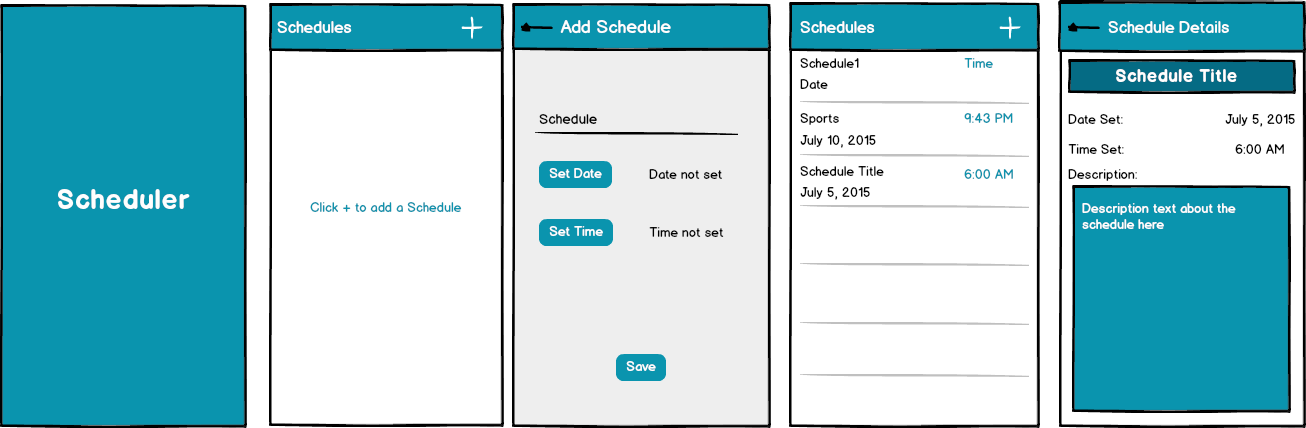 Scheduler
Schedules
Click + to add a Schedule
Add Schedule
Schedule
Set Date Date not set
Set Time Time not set
Save
Schedules
Schedule1 Time
Date
Sports 9:43 PM
July 10, 2015
Schedule Title 6:00 AM
July 5, 2015
Schedule Details
Schedule Title
Date Set: July 5, 2015
Time Set: 6:00 AM
Description:
Description text about the
schedule here